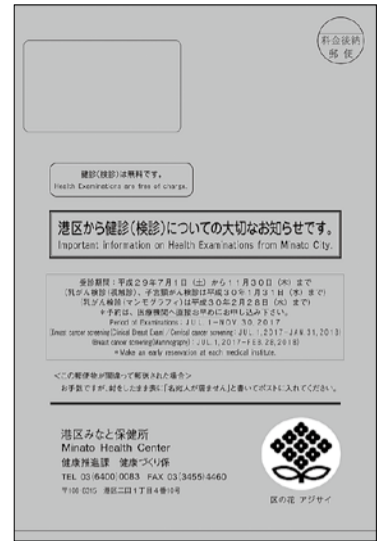 料金後納
郵便
健診(検診)は無料です。
Health Examinations are free of charge.
港区から健診(検診)についての大切なお知らせです。
Important information on Health Examinations from Minato City.
受診期間:平成29年7月1日(土)から11月30日(木)まで
(乳がん検診(視触診)、子宮頸がん検診は平成30年1月31日(水)まで)
(乳がん検診(マンモグラフィ)は平成30年2月28日(水)まで)
*予約は、医療機関へ直接お早めにお申し込み下さい。
Period of Examinations : JUL. 1-NOV 30, 2017
(Breast cancer screening(Clinical Breast Exam) / Cervical cancer screening : JUL. 1, 2017-JAN. 31, 2018)
(Breast cancer screening(Mammography) : JUL. 1, 2017-FEB. 28, 2018)
*Make an early reservation at each medical institute.
<この郵便物が間違って配達された場合>
お手数ですが、封をしたまま表に「名宛人が居ません」と書いてポストに入れてください。
港区みなと保健所
Minato Health Center
健康推進課 健康づくり係
TEL 03(6400)0083 FAX 03(3455)4460
港区三田1丁目4番10号
区の花 アジサイ